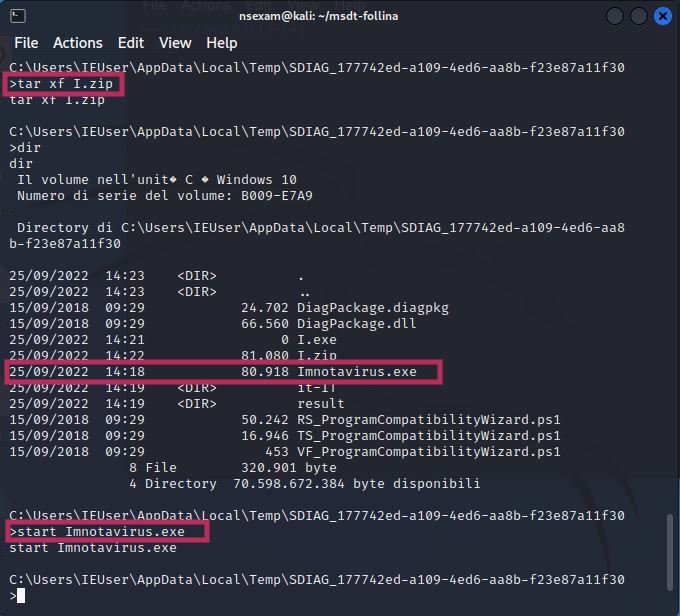 nsexam@kali: ~/msdt-follina
File Actions Edit View Help
C:\Users\IEUser\AppData\Local\Temp\SDIAG_177742ed-a109-4ed6-aa8b-f23e87a11f30
>tar xf I.zip
tar xf I.zip
C:\Users\IEUser\AppData\Local\Temp\SDIAG_177742ed-a109-4ed6-aa8b-f23e87a11f30
>dir
dir
Il volume nell'unit� C � Windows 10
Numero di serie del volume: B009-E7A9
Directory di C:\Users\IEUser\AppData\Local\Temp\SDIAG_177742ed-a109-4ed6-aa8
b-f23e87a11f30
25/09/2022  14:23    <DIR>          .
25/09/2022  14:23    <DIR>          ..
15/09/2018  09:29            24.702 DiagPackage.diagpkg
15/09/2018  09:29            66.560 DiagPackage.dll
25/09/2022  14:21                 0 I.exe
25/09/2022  14:22            81.080 I.zip
25/09/2022  14:18            80.918 Imnotavirus.exe
25/09/2022  14:19    <DIR>          it-IT
25/09/2022  14:19    <DIR>          result
15/09/2018  09:29            50.242 RS_ProgramCompatibilityWizard.ps1
15/09/2018  09:29            16.946 TS_ProgramCompatibilityWizard.ps1
15/09/2018  09:29               453 VF_ProgramCompatibilityWizard.ps1
8 File        320.901 byte
4 Directory  70.598.672.384 byte disponibili
C:\Users\IEUser\AppData\Local\Temp\SDIAG_177742ed-a109-4ed6-aa8b-f23e87a11f30
>start Imnotavirus.exe
start Imnotavirus.exe
C:\Users\IEUser\AppData\Local\Temp\SDIAG_177742ed-a109-4ed6-aa8b-f23e87a11f30
>